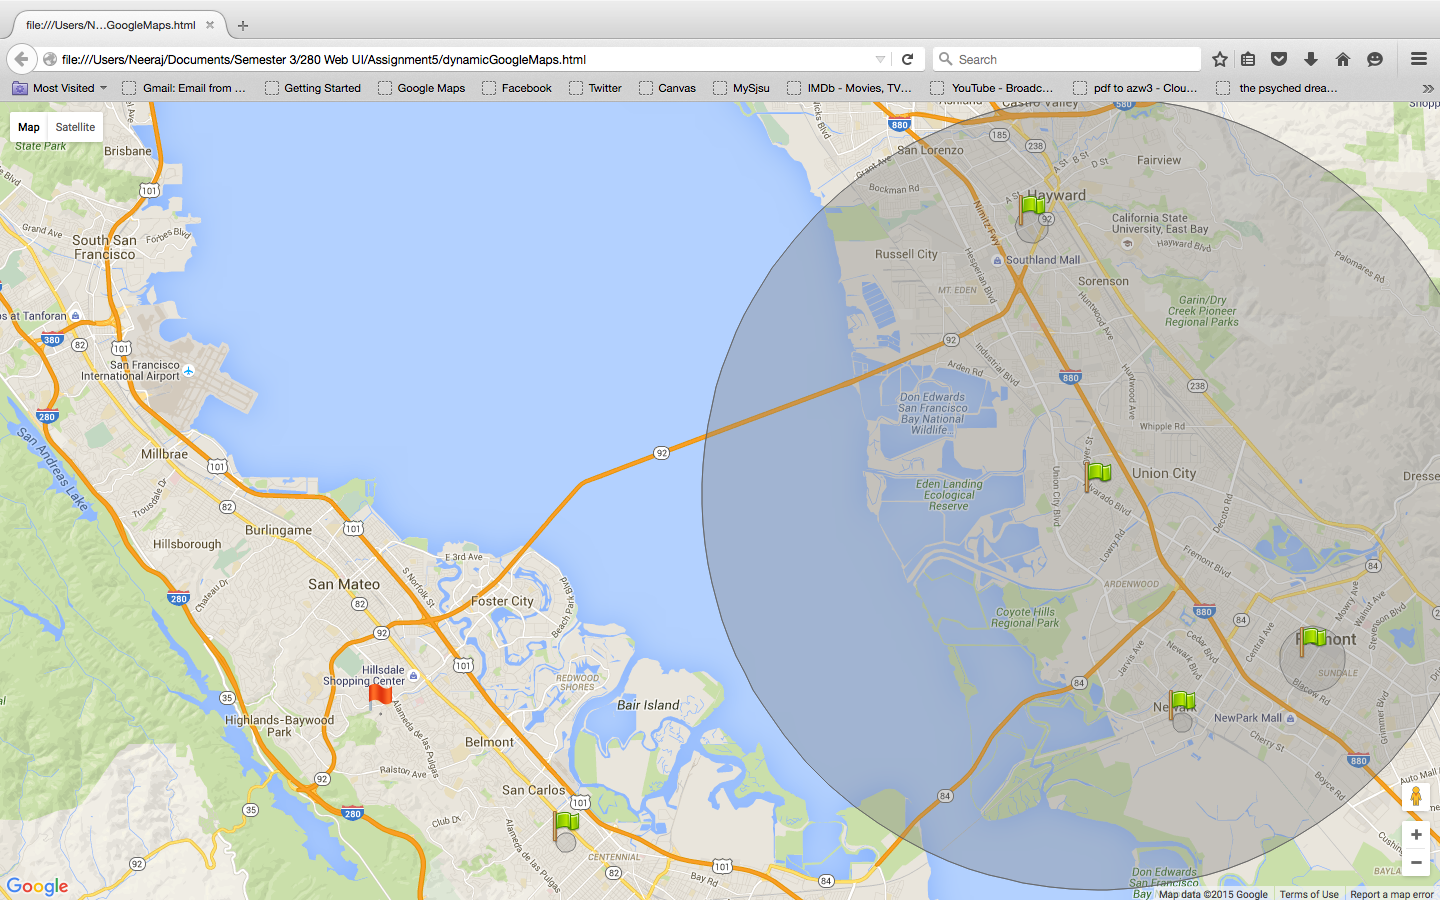 file:///Users/N...GoogleMaps.html
file:///Users/Neeraj/Documents/Semester 3/280 Web UI/Assignment5/dynamicGoogleMaps.html
Search
Most Visited
Gmail: Email from ...
Getting Started
Google Maps
Facebook
Twitter
Canvas
MySjsu
IMDb - Movies, TV...
YouTube - Broadc...
pdf to azw3 - Clou...
the psyched drea...
Map
Satellite
State Park
Brisbane
101
Grand Ave
South San
Francisco
Forbes Blvd
380
82
101
San Francisco
International Airport
280
San Andreas Lake
Millbrae
101
Trousdale Dr
82
Burlingame
101
Hillsborough
Chateau Dr
280
San Mateo
82
S Norfolk St
E 3rd Ave
Foster City
Beach Park Blvd
92
92
101
Hillsdale
Shopping Center
REDWOOD
SHORES
Bair Island
35
Highlands-Baywood
Park
Alameda de las Pulgas
Belmont
Ralston Ave
92
San Carlos
101
35
280
Club Dr
Alameda de las Pulgas
92
CENTENNIAL
82
101
Bay Rd
84
Castro Valley
580
880
San Lorenzo
185
238
Grant Ave
A St
B St
D St
Fairview
Bockman Rd
Hayward
92
Nimitz Fwy
California State
University, East Bay
Hayward Blvd
Russell City
Southland Mall
Palomares Rd
Hesperian Blvd
MT. EDEN
Sorenson
Huntwood Ave
Garin/Dry
Creek Pioneer
Regional Parks
92
Industrial Blvd
Arden Rd
880
Huntwood Ave
238
Don Edwards
San Francisco
Bay National
Wildlife...
Whipple Rd
Union City
Union City Blvd
Eden Landing
Ecological
Reserve
Decoto Rd
Lowry Rd
Fremont Blvd
ARDENWOOD
84
Mowry Ave
Walnut Ave
Stevenson Blvd
Coyote Hills
Regional Park
880
84
Cedar Blvd
Newark Blvd
Central Ave
Jarvis Ave
SUNDALE
84
Blacow Rd
NewPark Mall
Grimmer Blvd
Cherry St
880
Boyce Rd
Auto Mall
84
Don Edwards
San Francisco
Bay
Google
Map data ©2015 Google
Terms of Use
Report a map error